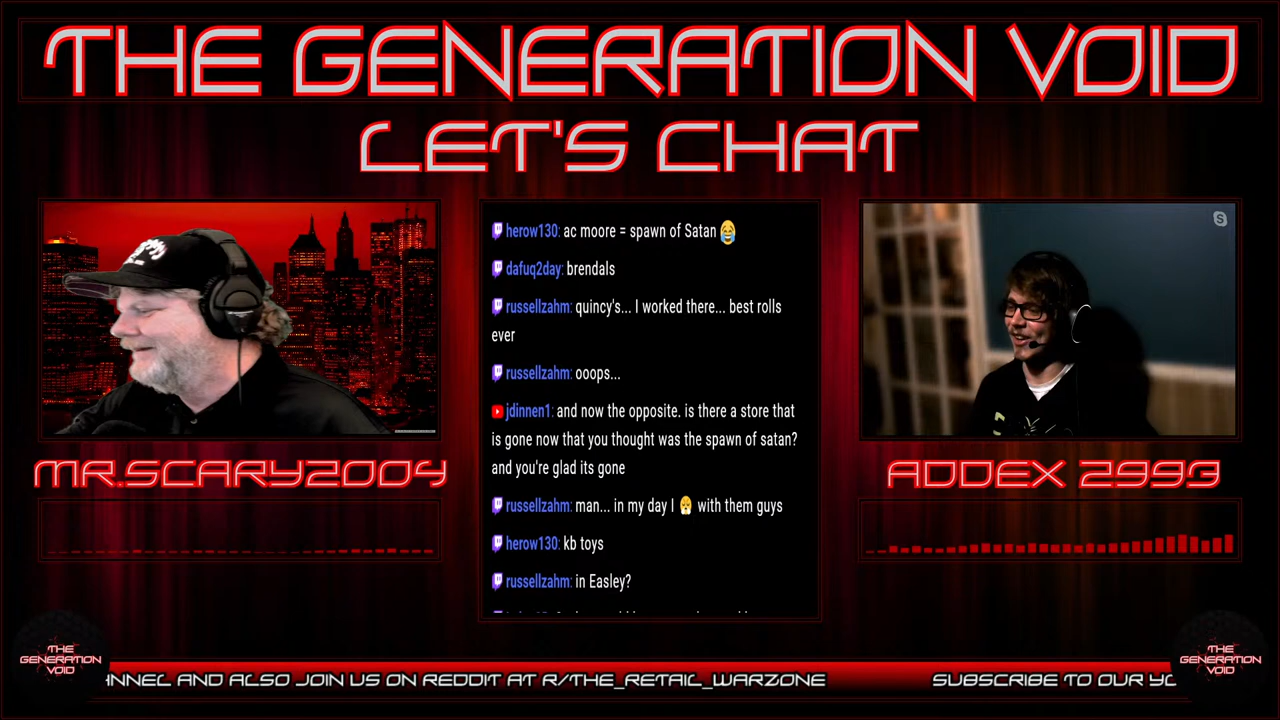 THE GENERATION VOID
LET'S CHAT
herow130: ac moore = spawn of Satan 😂
dafuq2day: brendals
russellzahm: quincy's... I worked there... best rolls
ever
russellzahm: ooops...
jdinnen1: and now the opposite. is there a store that
is gone now that you thought was the spawn of satan?
and you're glad its gone
russellzahm: man... in my day I 😤 with them guys
herow130: kb toys
russellzahm: in Easley?
MR.SCARY2004
ADDEX 2993
THE
GENERATION
VOID
AND ALSO JOIN US ON REDDIT AT R/THE_RETAIL_WARZONE SUBSCRIBE TO OUR
THE
GENERATION
VOID